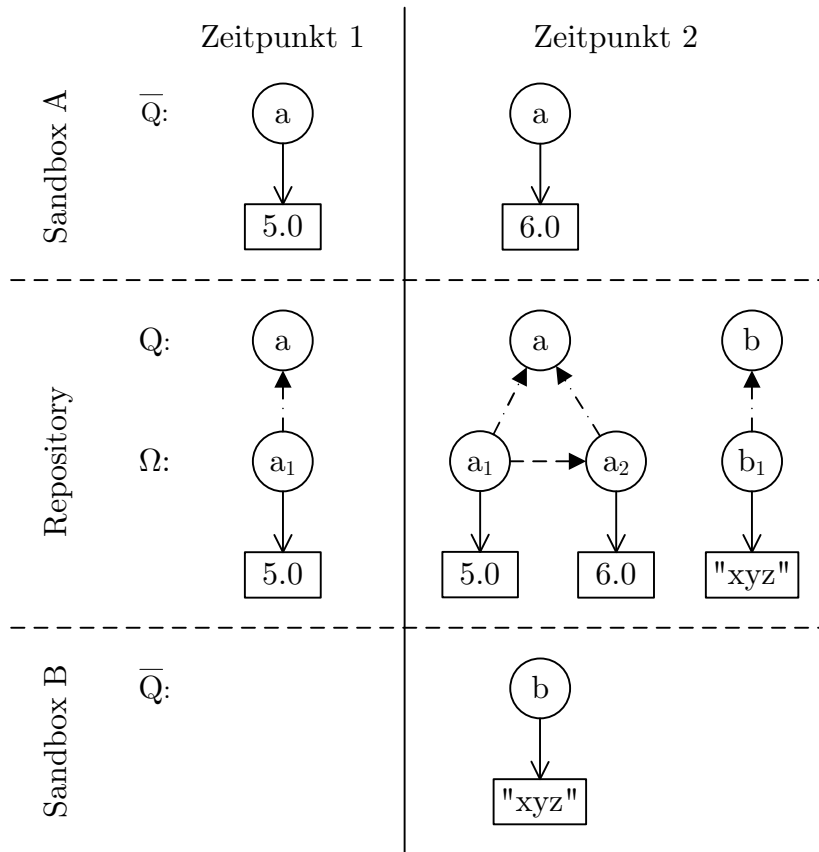 Zeitpunkt 1 Zeitpunkt 2
Sandbox A
Q: a a
5.0 6.0
Repository
Q: a a b
Ω: a₁ a₁ a₂ b₁
5.0 5.0 6.0 "xyz"
Sandbox B
Q: b
"xyz"